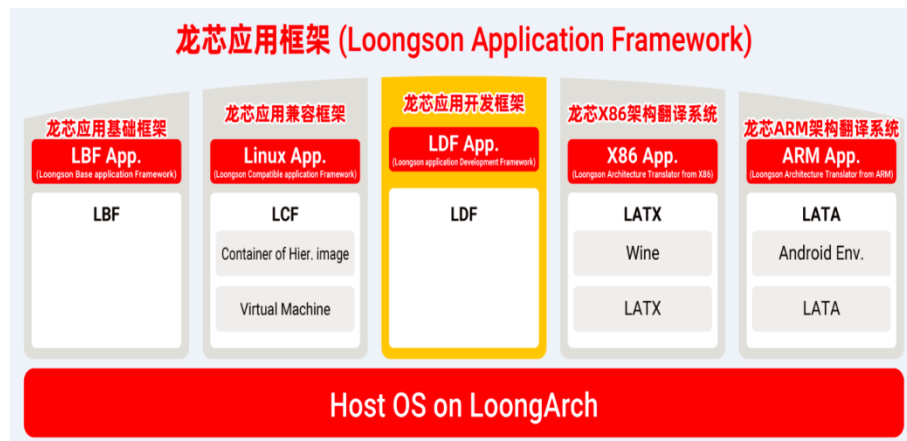 龙芯应用框架 (Loongson Application Framework)
龙芯应用基础框架
LBF App.
(Loongson Base application Framework)
LBF
龙芯应用兼容框架
Linux App.
(Loongson Compatible application Framework)
LCF
Container of Hier. image
Virtual Machine
龙芯应用开发框架
LDF App.
(Loongson application Development Framework)
LDF
龙芯X86架构翻译系统
X86 App.
(Loongson Architecture Translator from X86)
LATX
Wine
LATX
龙芯ARM架构翻译系统
ARM App.
(Loongson Architecture Translator from ARM)
LATA
Android Env.
LATA
Host OS on LoongArch